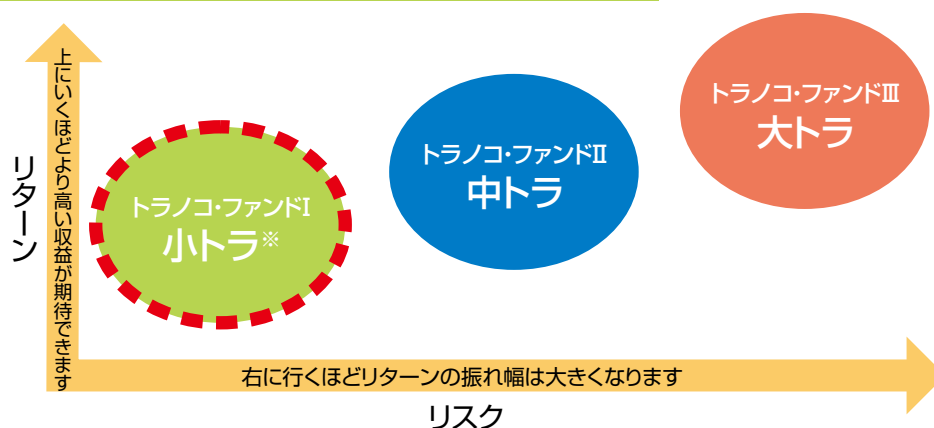 リターン
上にいくほどより高い収益が期待できます
トラノコ・ファンドⅠ
小トラ※
トラノコ・ファンドⅡ
中トラ
トラノコ・ファンドⅢ
大トラ
右に行くほどリターンの振れ幅は大きくなります
リスク